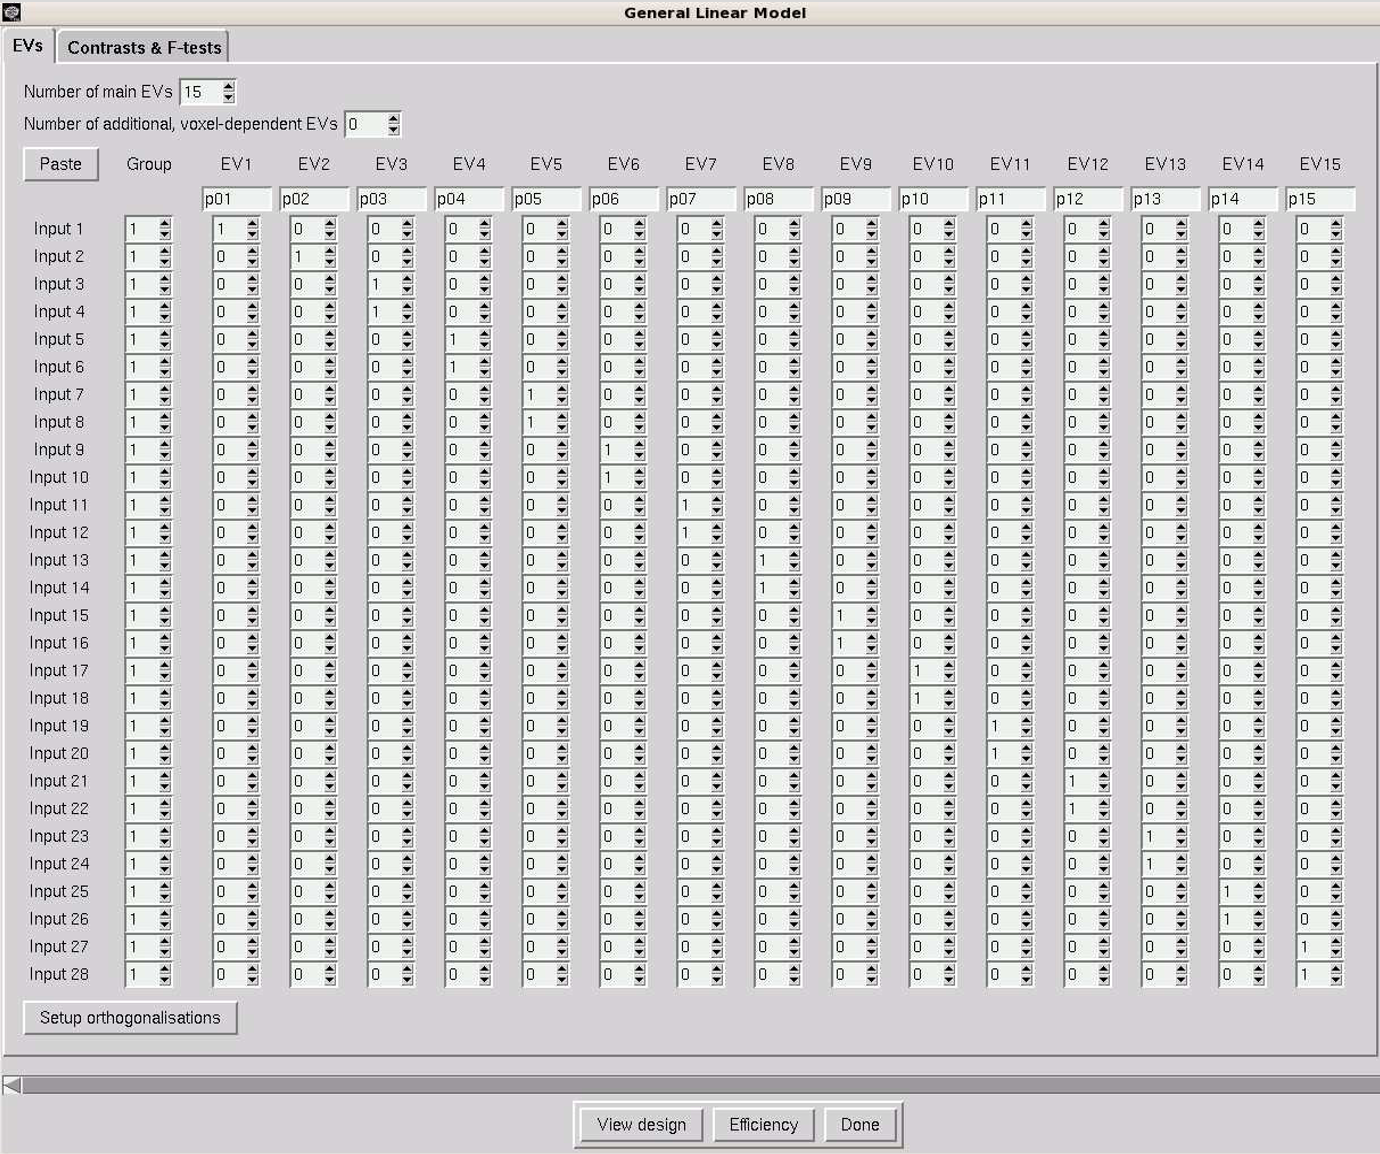 General Linear Model
EVs Contrasts & F-tests
Number of main EVs 15
Number of additional, voxel-dependent EVs 0
Paste Group EV1 EV2 EV3 EV4 EV5 EV6 EV7 EV8 EV9 EV10 EV11 EV12 EV13 EV14 EV15
p01 p02 p03 p04 p05 p06 p07 p08 p09 p10 p11 p12 p13 p14 p15
Input 1 1 1 0 0 0 0 0 0 0 0 0 0 0 0 0 0
Input 2 1 0 1 0 0 0 0 0 0 0 0 0 0 0 0 0
Input 3 1 0 0 1 0 0 0 0 0 0 0 0 0 0 0 0
Input 4 1 0 0 1 0 0 0 0 0 0 0 0 0 0 0 0
Input 5 1 0 0 0 1 0 0 0 0 0 0 0 0 0 0 0
Input 6 1 0 0 0 1 0 0 0 0 0 0 0 0 0 0 0
Input 7 1 0 0 0 0 1 0 0 0 0 0 0 0 0 0 0
Input 8 1 0 0 0 0 1 0 0 0 0 0 0 0 0 0 0
Input 9 1 0 0 0 0 0 1 0 0 0 0 0 0 0 0 0
Input 10 1 0 0 0 0 0 1 0 0 0 0 0 0 0 0 0
Input 11 1 0 0 0 0 0 0 1 0 0 0 0 0 0 0 0
Input 12 1 0 0 0 0 0 0 1 0 0 0 0 0 0 0 0
Input 13 1 0 0 0 0 0 0 0 1 0 0 0 0 0 0 0
Input 14 1 0 0 0 0 0 0 0 1 0 0 0 0 0 0 0
Input 15 1 0 0 0 0 0 0 0 0 1 0 0 0 0 0 0
Input 16 1 0 0 0 0 0 0 0 0 1 0 0 0 0 0 0
Input 17 1 0 0 0 0 0 0 0 0 0 1 0 0 0 0 0
Input 18 1 0 0 0 0 0 0 0 0 0 1 0 0 0 0 0
Input 19 1 0 0 0 0 0 0 0 0 0 0 1 0 0 0 0
Input 20 1 0 0 0 0 0 0 0 0 0 0 1 0 0 0 0
Input 21 1 0 0 0 0 0 0 0 0 0 0 0 1 0 0 0
Input 22 1 0 0 0 0 0 0 0 0 0 0 0 1 0 0 0
Input 23 1 0 0 0 0 0 0 0 0 0 0 0 0 1 0 0
Input 24 1 0 0 0 0 0 0 0 0 0 0 0 0 1 0 0
Input 25 1 0 0 0 0 0 0 0 0 0 0 0 0 0 1 0
Input 26 1 0 0 0 0 0 0 0 0 0 0 0 0 0 1 0
Input 27 1 0 0 0 0 0 0 0 0 0 0 0 0 0 0 1
Input 28 1 0 0 0 0 0 0 0 0 0 0 0 0 0 0 1
Setup orthogonalisations
View design Efficiency Done